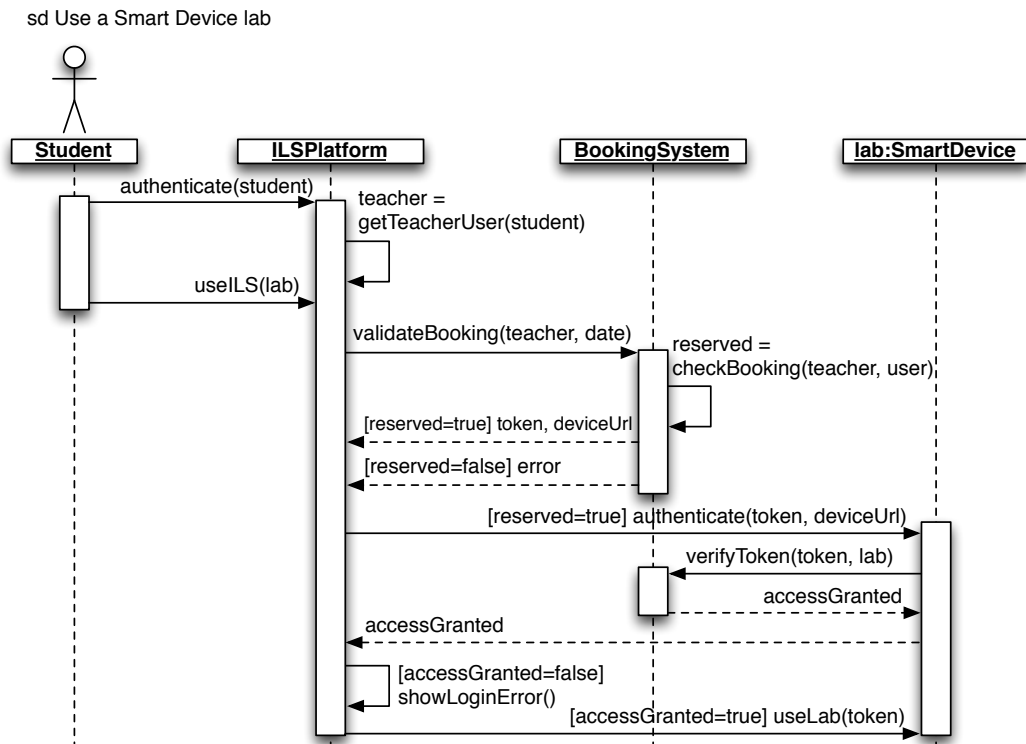 sd Use a Smart Device lab
Student
ILSPlatform
BookingSystem
lab:SmartDevice
authenticate(student)
teacher =
getTeacherUser(student)
useILS(lab)
validateBooking(teacher, date)
reserved =
checkBooking(teacher, user)
[reserved=true] token, deviceUrl
[reserved=false] error
[reserved=true] authenticate(token, deviceUrl)
verifyToken(token, lab)
accessGranted
accessGranted
[accessGranted=false]
showLoginError()
[accessGranted=true] useLab(token)